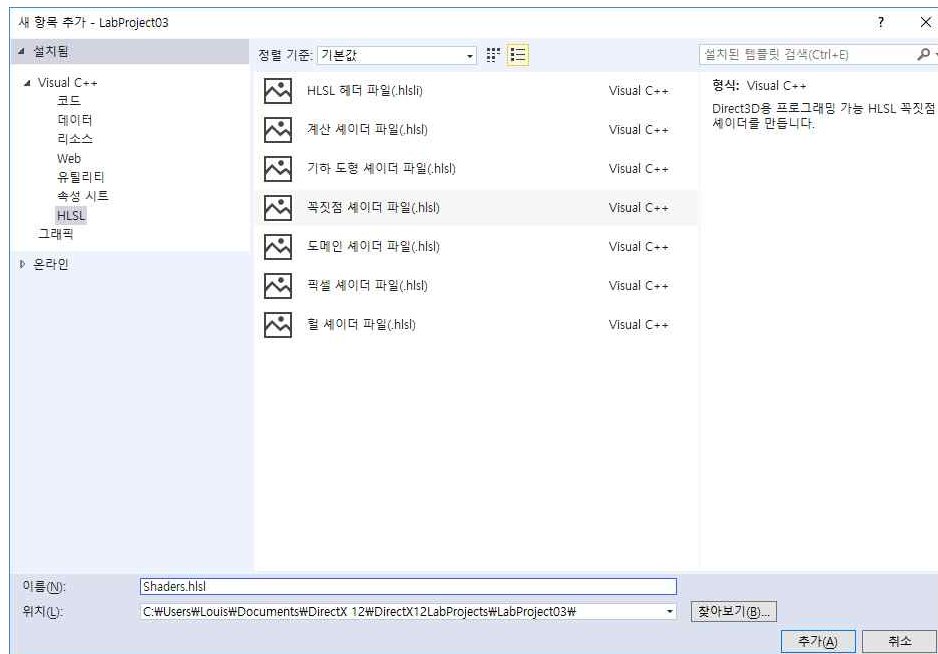 새 항목 추가 - LabProject03
? ×
설치됨
Visual C++
코드
데이터
리소스
Web
유틸리티
속성 시트
HLSL
그래픽
온라인
정렬 기준: 기본값
HLSL 헤더 파일(.hlsli) Visual C++
계산 셰이더 파일(.hlsl) Visual C++
기하 도형 셰이더 파일(.hlsl) Visual C++
꼭짓점 셰이더 파일(.hlsl) Visual C++
도메인 셰이더 파일(.hlsl) Visual C++
픽셀 셰이더 파일(.hlsl) Visual C++
헐 셰이더 파일(.hlsl) Visual C++
설치된 템플릿 검색(Ctrl+E)
형식: Visual C++
Direct3D용 프로그래밍 가능 HLSL 꼭짓점
셰이더를 만듭니다.
이름(N): Shaders.hlsl
위치(L): C:₩Users₩Louis₩Documents₩DirectX 12₩DirectX12LabProjects₩LabProject03₩
찾아보기(B)...
추가(A) 취소